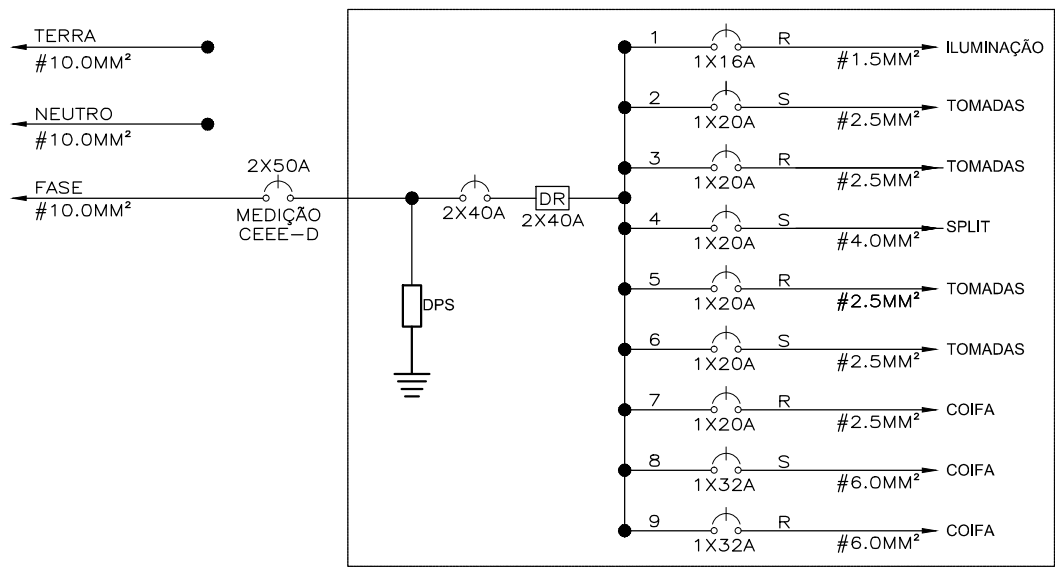 TERRA
#10.0MM²
NEUTRO
#10.0MM²
FASE
#10.0MM²
2X50A
MEDIÇÃO
CEEE-D
DPS
2X40A
DR
2X40A
1 R ILUMINAÇÃO
1X16A #1.5MM²
2 S TOMADAS
1X20A #2.5MM²
3 R TOMADAS
1X20A #2.5MM²
4 S SPLIT
1X20A #4.0MM²
5 R TOMADAS
1X20A #2.5MM²
6 S TOMADAS
1X20A #2.5MM²
7 R COIFA
1X20A #2.5MM²
8 S COIFA
1X32A #6.0MM²
9 R COIFA
1X32A #6.0MM²